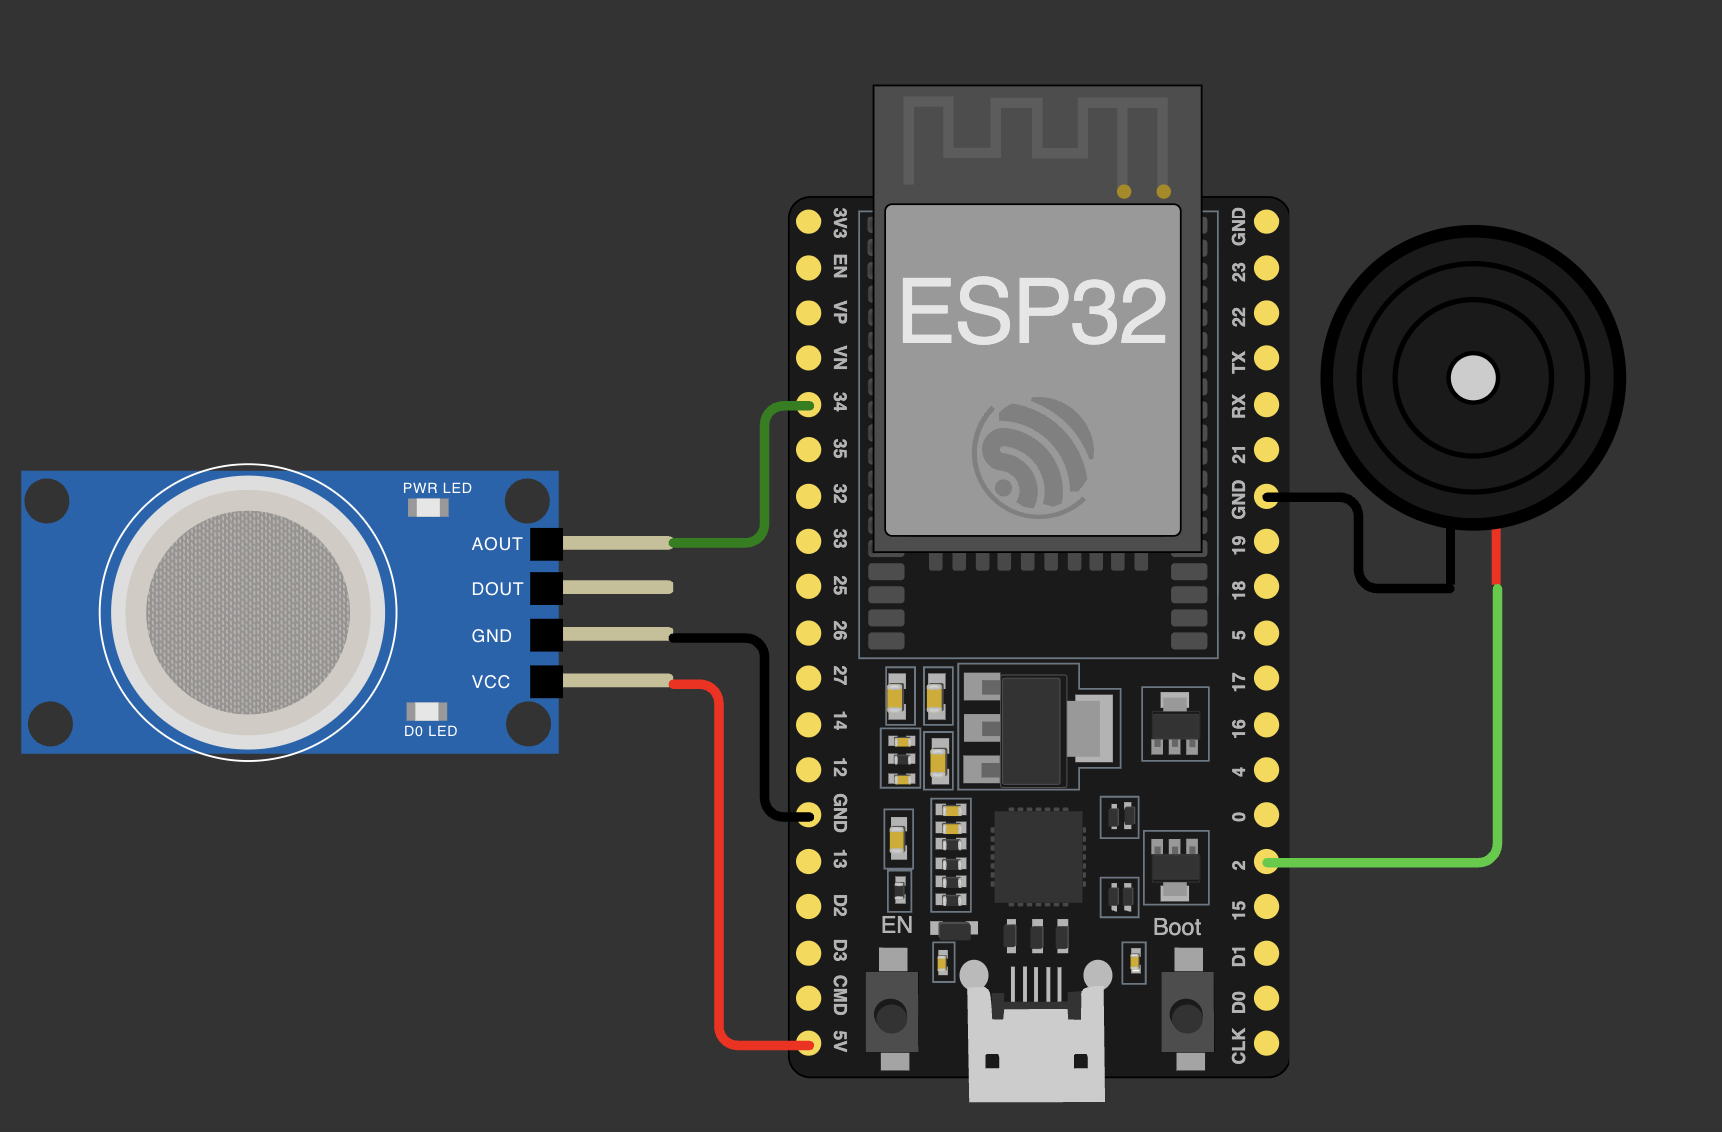 PWR LED
AOUT
DOUT
GND
VCC
D0 LED
3V3
EN
VP
VN
34
35
32
33
25
26
27
14
12
GND
13
D2
D3
CMD
5V
ESP32
EN
Boot
GND
23
22
TX
RX
21
GND
19
18
5
17
16
4
0
2
15
D1
D0
CLK